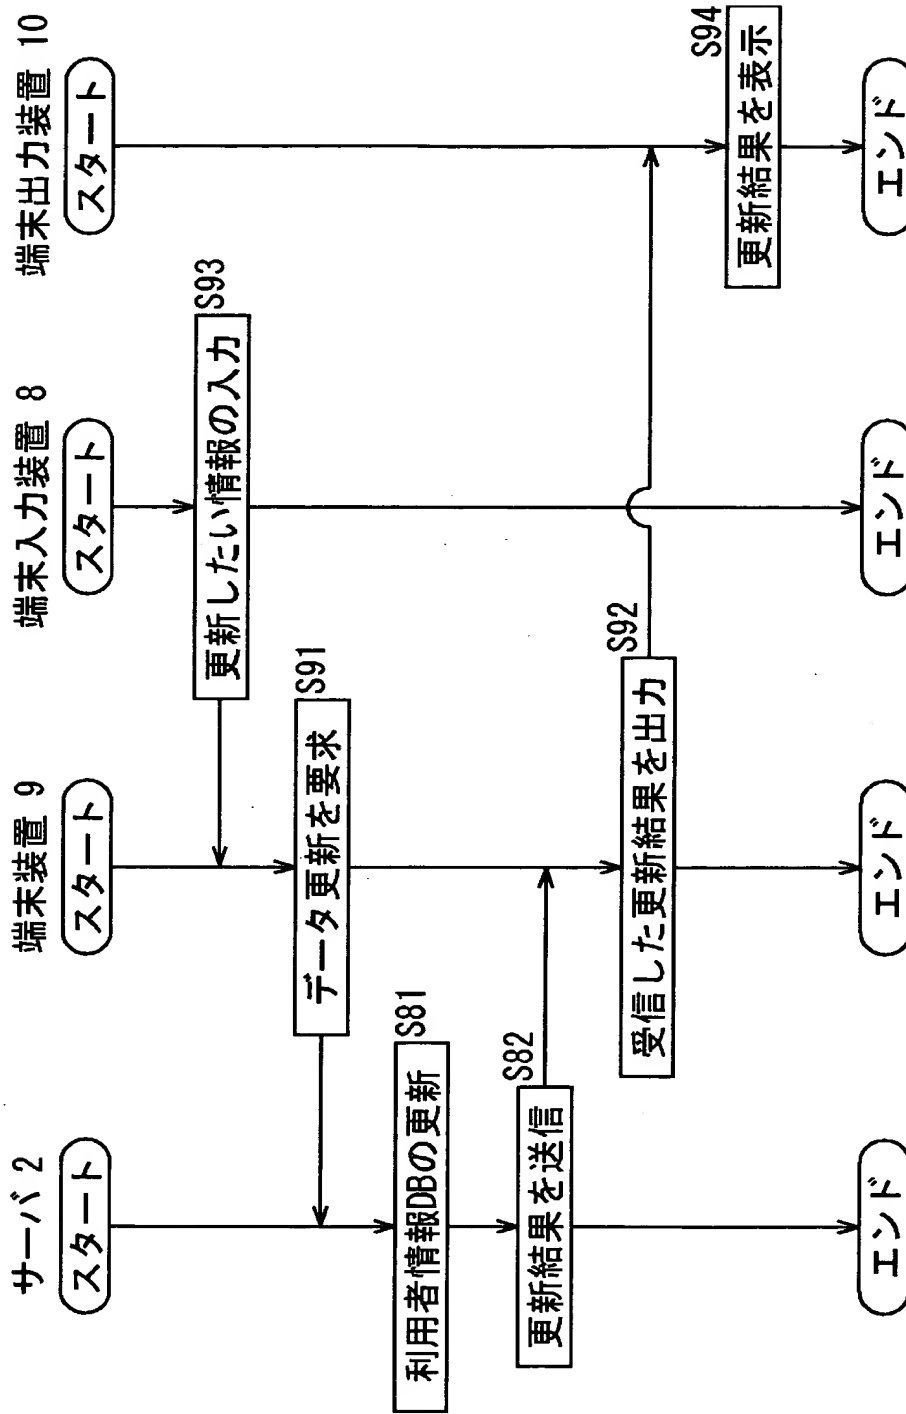 サーバ 2
端末装置 9
端末入力装置 8
端末出力装置 10
スタート
スタート
スタート
スタート
更新したい情報の入力
S93
データ更新を要求
S91
利用者情報DBの更新
S81
更新結果を送信
S82
受信した更新結果を出力
S92
更新結果を表示
S94
エンド
エンド
エンド
エンド